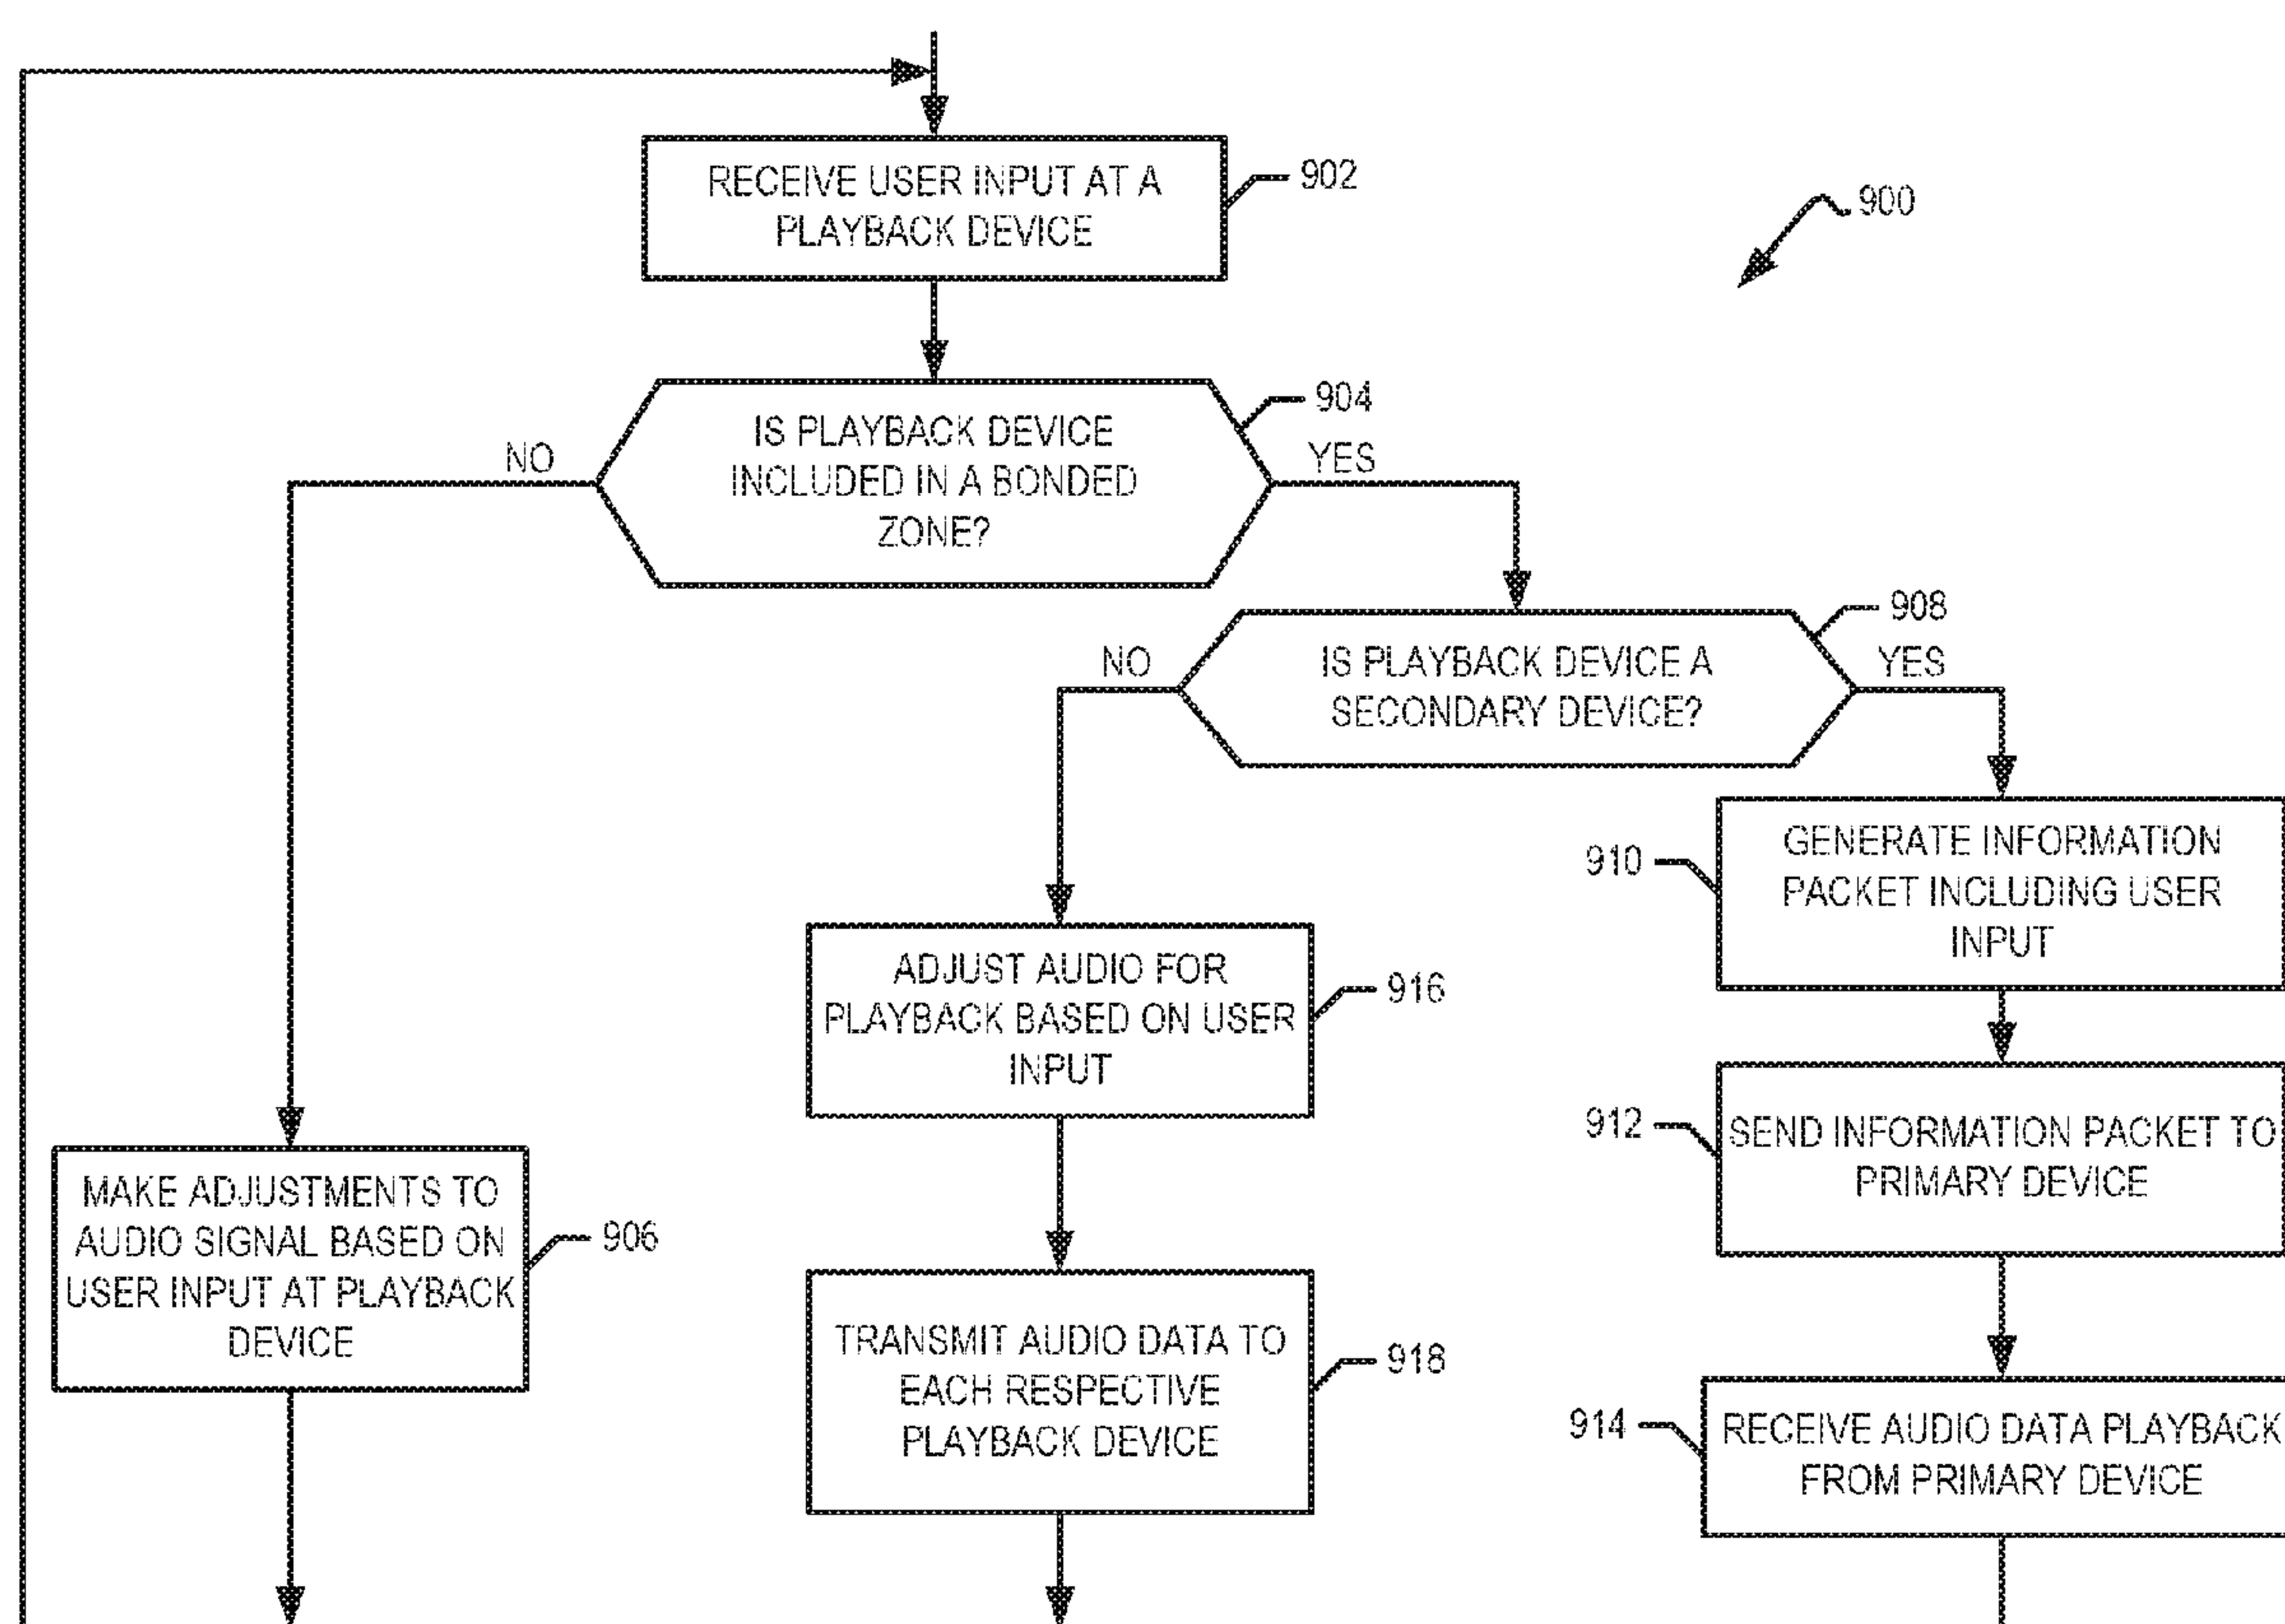 RECEIVE USER INPUT AT A
PLAYBACK DEVICE
902
900
IS PLAYBACK DEVICE
INCLUDED IN A BONDED
ZONE?
904
NO
YES
IS PLAYBACK DEVICE A
SECONDARY DEVICE?
908
NO
YES
GENERATE INFORMATION
PACKET INCLUDING USER
INPUT
910
ADJUST AUDIO FOR
PLAYBACK BASED ON USER
INPUT
916
SEND INFORMATION PACKET TO
PRIMARY DEVICE
912
MAKE ADJUSTMENTS TO
AUDIO SIGNAL BASED ON
USER INPUT AT PLAYBACK
DEVICE
906
TRANSMIT AUDIO DATA TO
EACH RESPECTIVE
PLAYBACK DEVICE
918
RECEIVE AUDIO DATA PLAYBACK
FROM PRIMARY DEVICE
914